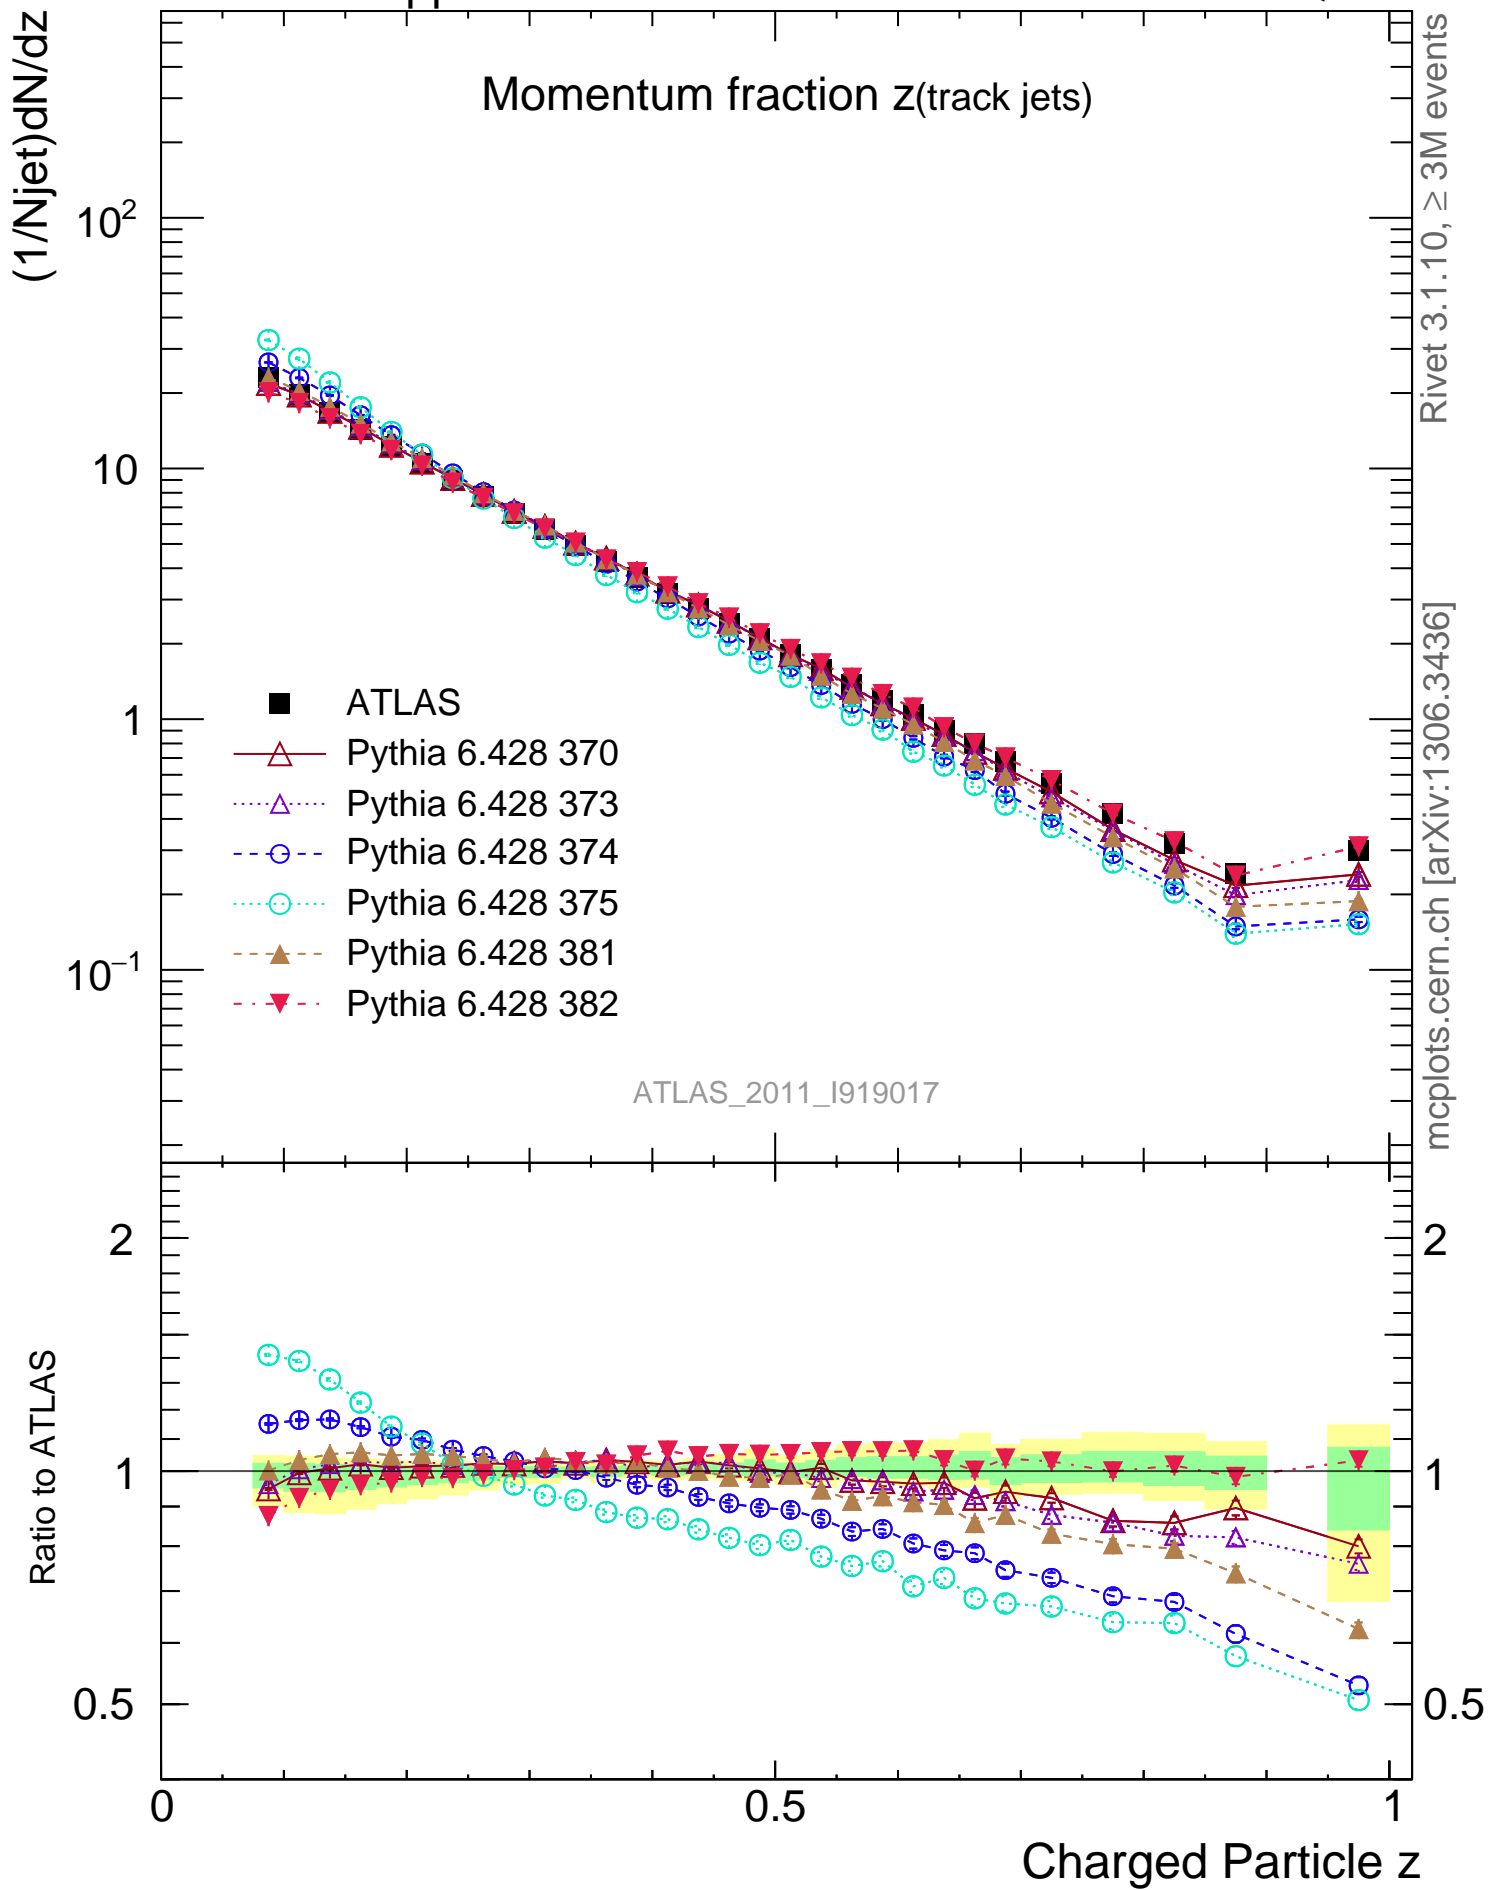 (1/Njet)dN/dz
Momentum fraction z(track jets)
10²
10
1
10⁻¹
ATLAS
Pythia 6.428 370
Pythia 6.428 373
Pythia 6.428 374
Pythia 6.428 375
Pythia 6.428 381
Pythia 6.428 382
ATLAS_2011_I919017
Rivet 3.1.10, ≥ 3M events
mcplots.cern.ch [arXiv:1306.3436]
Ratio to ATLAS
2
1
0.5
2
1
0.5
0
0.5
1
Charged Particle z